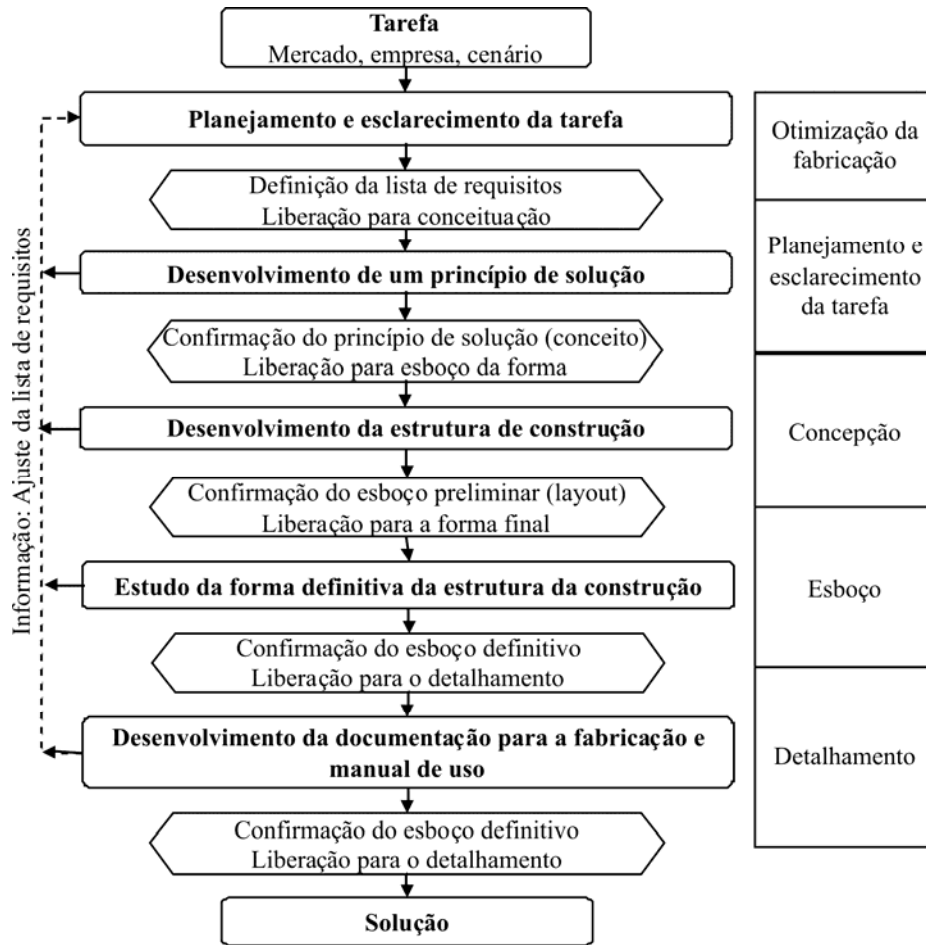 Tarefa
Mercado, empresa, cenário
Planejamento e esclarecimento da tarefa
Definição da lista de requisitos
Liberação para conceituação
Desenvolvimento de um princípio de solução
Confirmação do princípio de solução (conceito)
Liberação para esboço da forma
Desenvolvimento da estrutura de construção
Confirmação do esboço preliminar (layout)
Liberação para a forma final
Estudo da forma definitiva da estrutura da construção
Confirmação do esboço definitivo
Liberação para o detalhamento
Desenvolvimento da documentação para a fabricação e
manual de uso
Confirmação do esboço definitivo
Liberação para o detalhamento
Solução
Informação: Ajuste da lista de requisitos
Otimização da
fabricação
Planejamento e
esclarecimento
da tarefa
Concepção
Esboço
Detalhamento